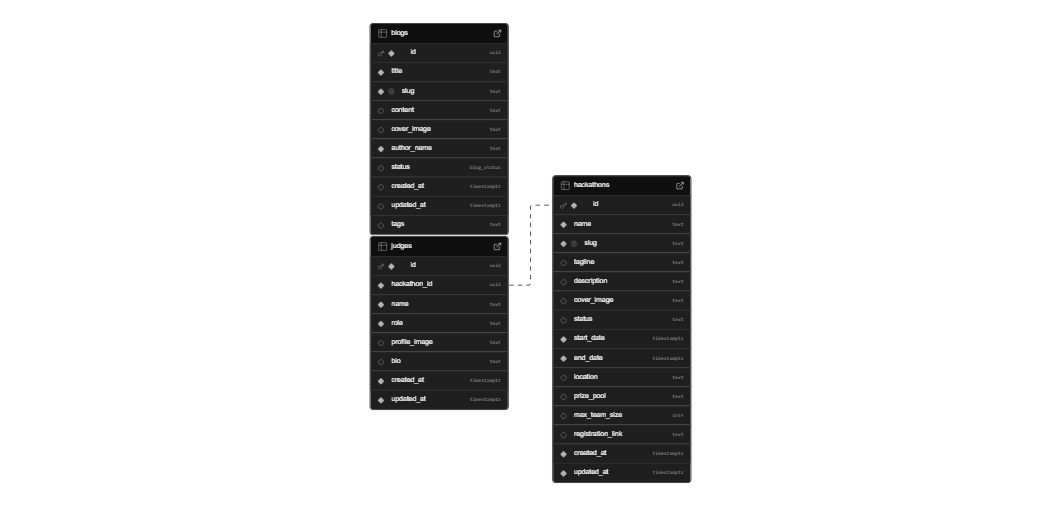 blogs
id uuid
title text
slug text
content text
cover_image text
author_name text
status blog_status
created_at timestamptz
updated_at timestamptz
tags text
judges
id uuid
hackathon_id uuid
name text
role text
profile_image text
bio text
created_at timestamptz
updated_at timestamptz
hackathons
id uuid
name text
slug text
tagline text
description text
cover_image text
status text
start_date timestamptz
end_date timestamptz
location text
prize_pool text
max_team_size int4
registration_link text
created_at timestamptz
updated_at timestamptz